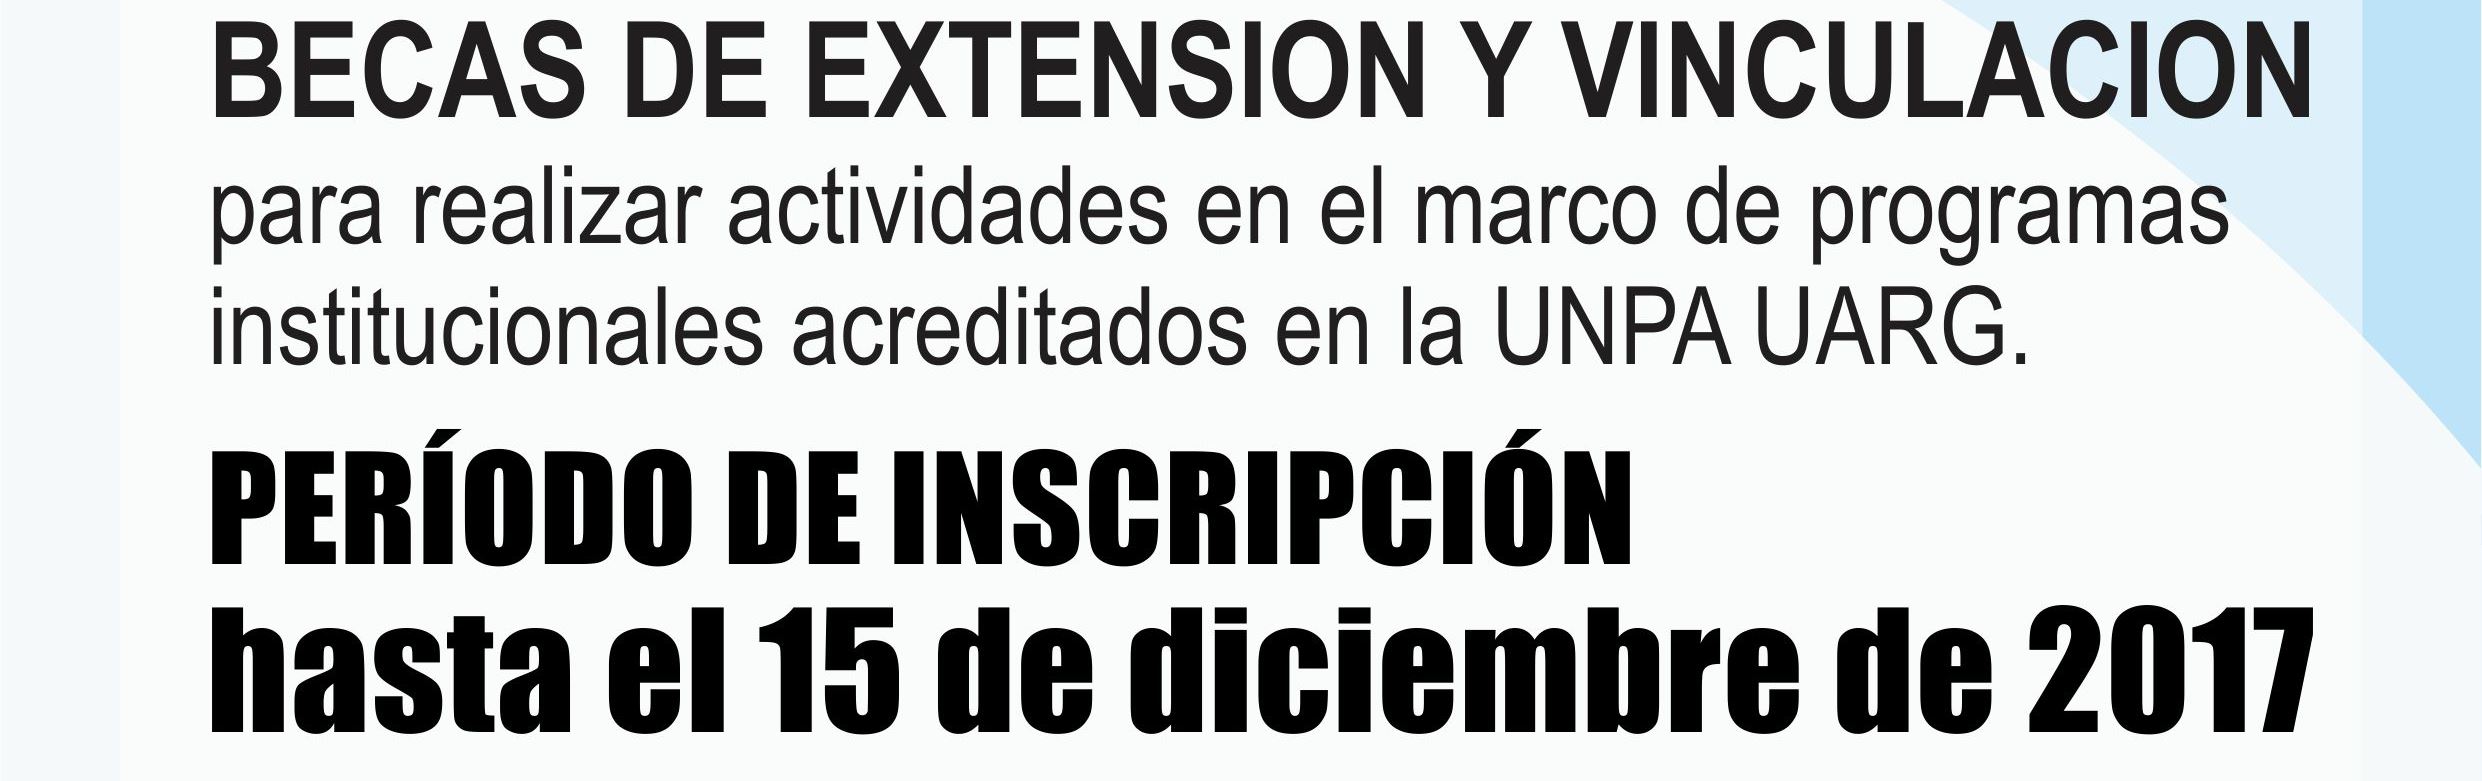 BECAS DE EXTENSION Y VINCULACION
para realizar actividades en el marco de programas
institucionales acreditados en la UNPA UARG.
PERÍODO DE INSCRIPCIÓN
hasta el 15 de diciembre de 2017